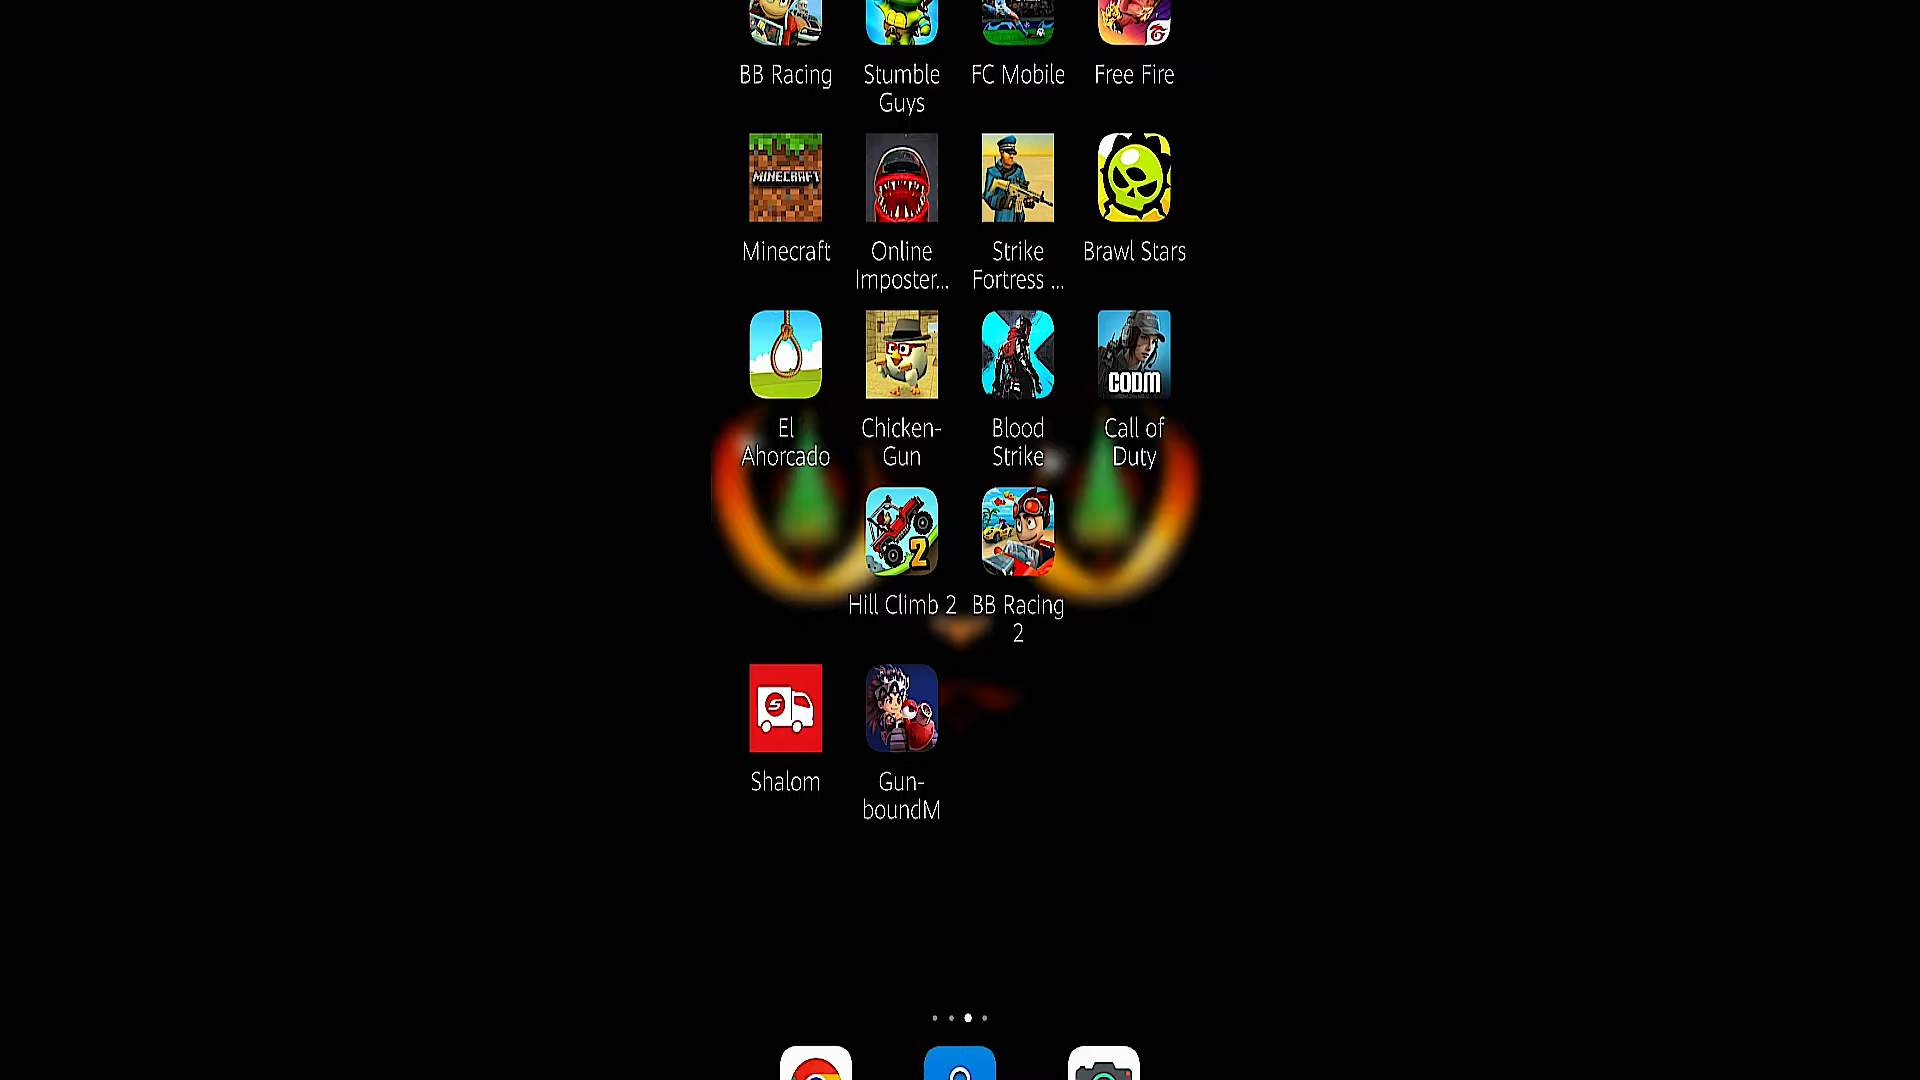 BB Racing
Stumble
Guys
FC Mobile
Free Fire
MINECRAFT
Minecraft
Online
Imposter...
Strike
Fortress ...
Brawl Stars
CODM
El
Ahorcado
Chicken-
Gun
Blood
Strike
Call of
Duty
2
Hill Climb 2
BB Racing
2
S
Shalom
Gun-
boundM